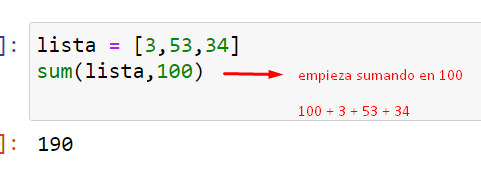 ]: lista = [3,53,34]
sum(lista,100) empieza sumando en 100
100 + 3 + 53 + 34
]: 190